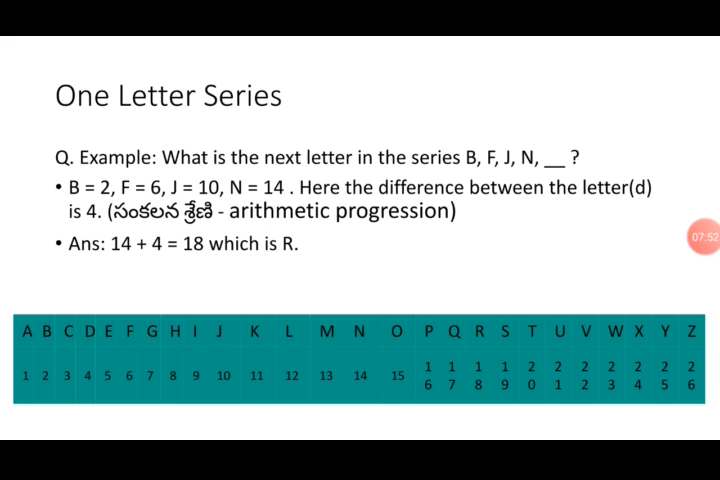 One Letter Series
Q. Example: What is the next letter in the series B, F, J, N, __ ?
• B = 2, F = 6, J = 10, N = 14 . Here the difference between the letter(d)
is 4. (సంకలన శ్రేణి - arithmetic progression)
• Ans: 14 + 4 = 18 which is R.
07:52
A B C D E F G H I J K L M N O P Q R S T U V W X Y Z
1 2 3 4 5 6 7 8 9 10 11 12 13 14 15 16 17 18 19 20 21 22 23 24 25 26